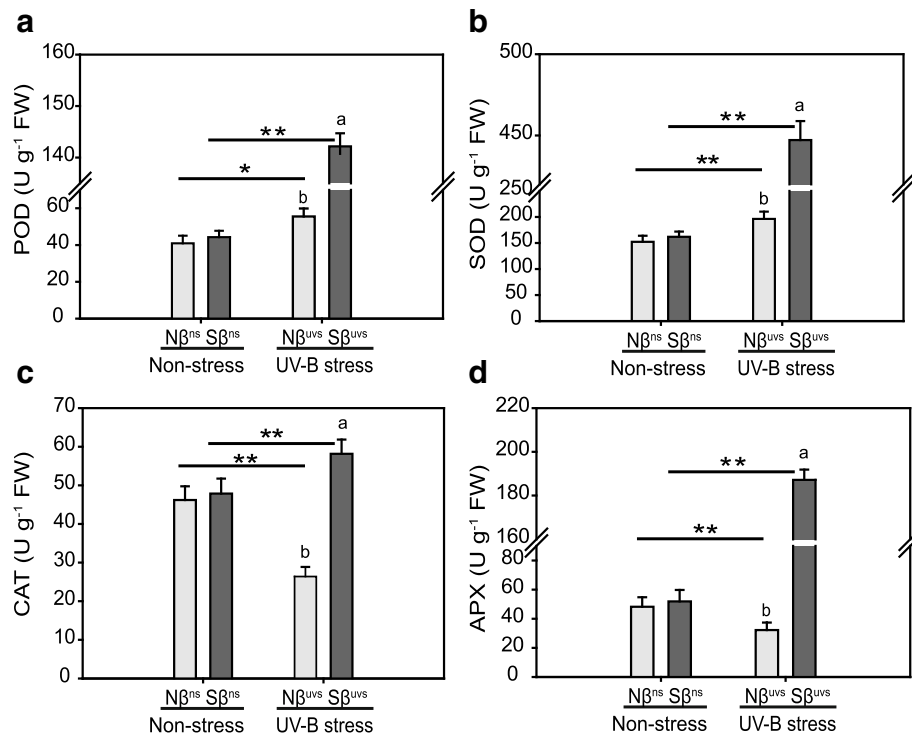 a
160
150
140
60
40
20
0
POD (U g⁻¹ FW)
**
*
a
b
Nβⁿˢ Sβⁿˢ Nβᵘᵛˢ Sβᵘᵛˢ
Non-stress UV-B stress
b
500
450
250
200
150
100
50
0
SOD (U g⁻¹ FW)
**
**
a
b
Nβⁿˢ Sβⁿˢ Nβᵘᵛˢ Sβᵘᵛˢ
Non-stress UV-B stress
c
70
60
50
40
30
20
10
0
CAT (U g⁻¹ FW)
**
**
a
b
Nβⁿˢ Sβⁿˢ Nβᵘᵛˢ Sβᵘᵛˢ
Non-stress UV-B stress
d
220
200
180
160
80
60
40
20
0
APX (U g⁻¹ FW)
**
**
a
b
Nβⁿˢ Sβⁿˢ Nβᵘᵛˢ Sβᵘᵛˢ
Non-stress UV-B stress